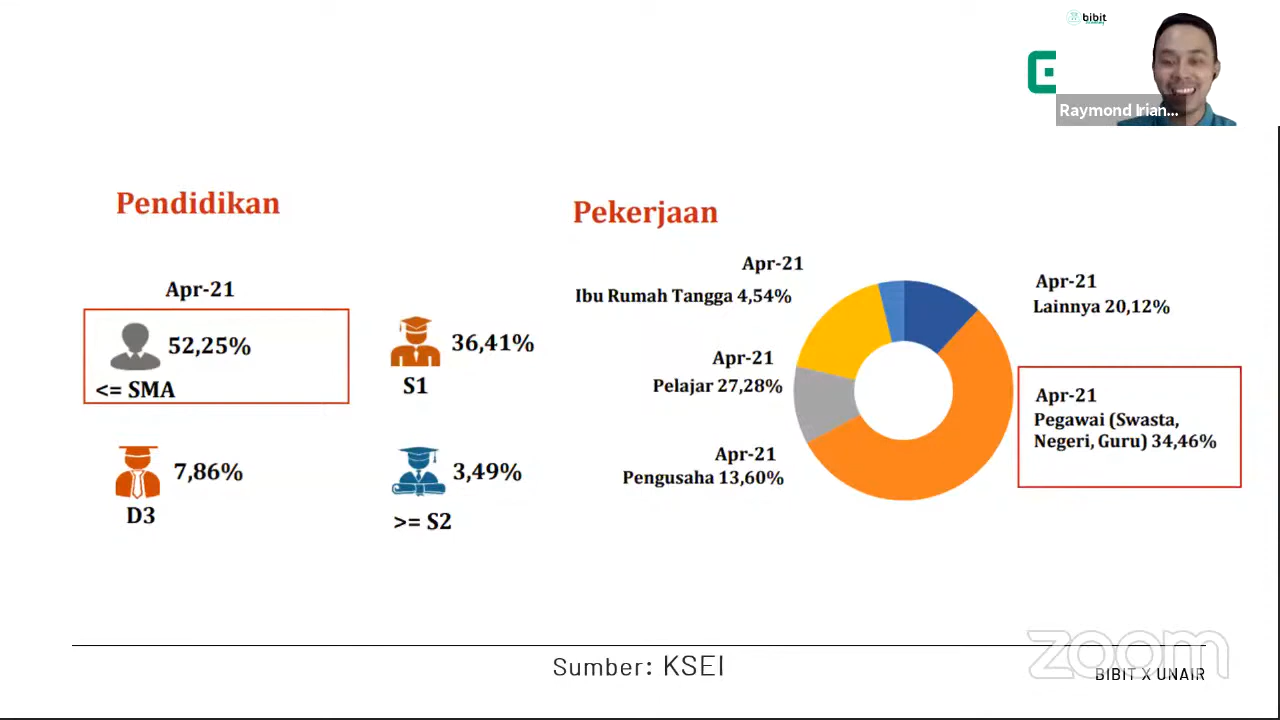 bibit
Raymond Irian...
Pendidikan
Pekerjaan
Apr-21
52,25%
<= SMA
36,41%
S1
7,86%
D3
3,49%
>= S2
Apr-21
Ibu Rumah Tangga 4,54%
Apr-21
Pelajar 27,28%
Apr-21
Pengusaha 13,60%
Apr-21
Lainnya 20,12%
Apr-21
Pegawai (Swasta,
Negeri, Guru) 34,46%
Sumber: KSEI
zoom
BIBIT X UNAIR